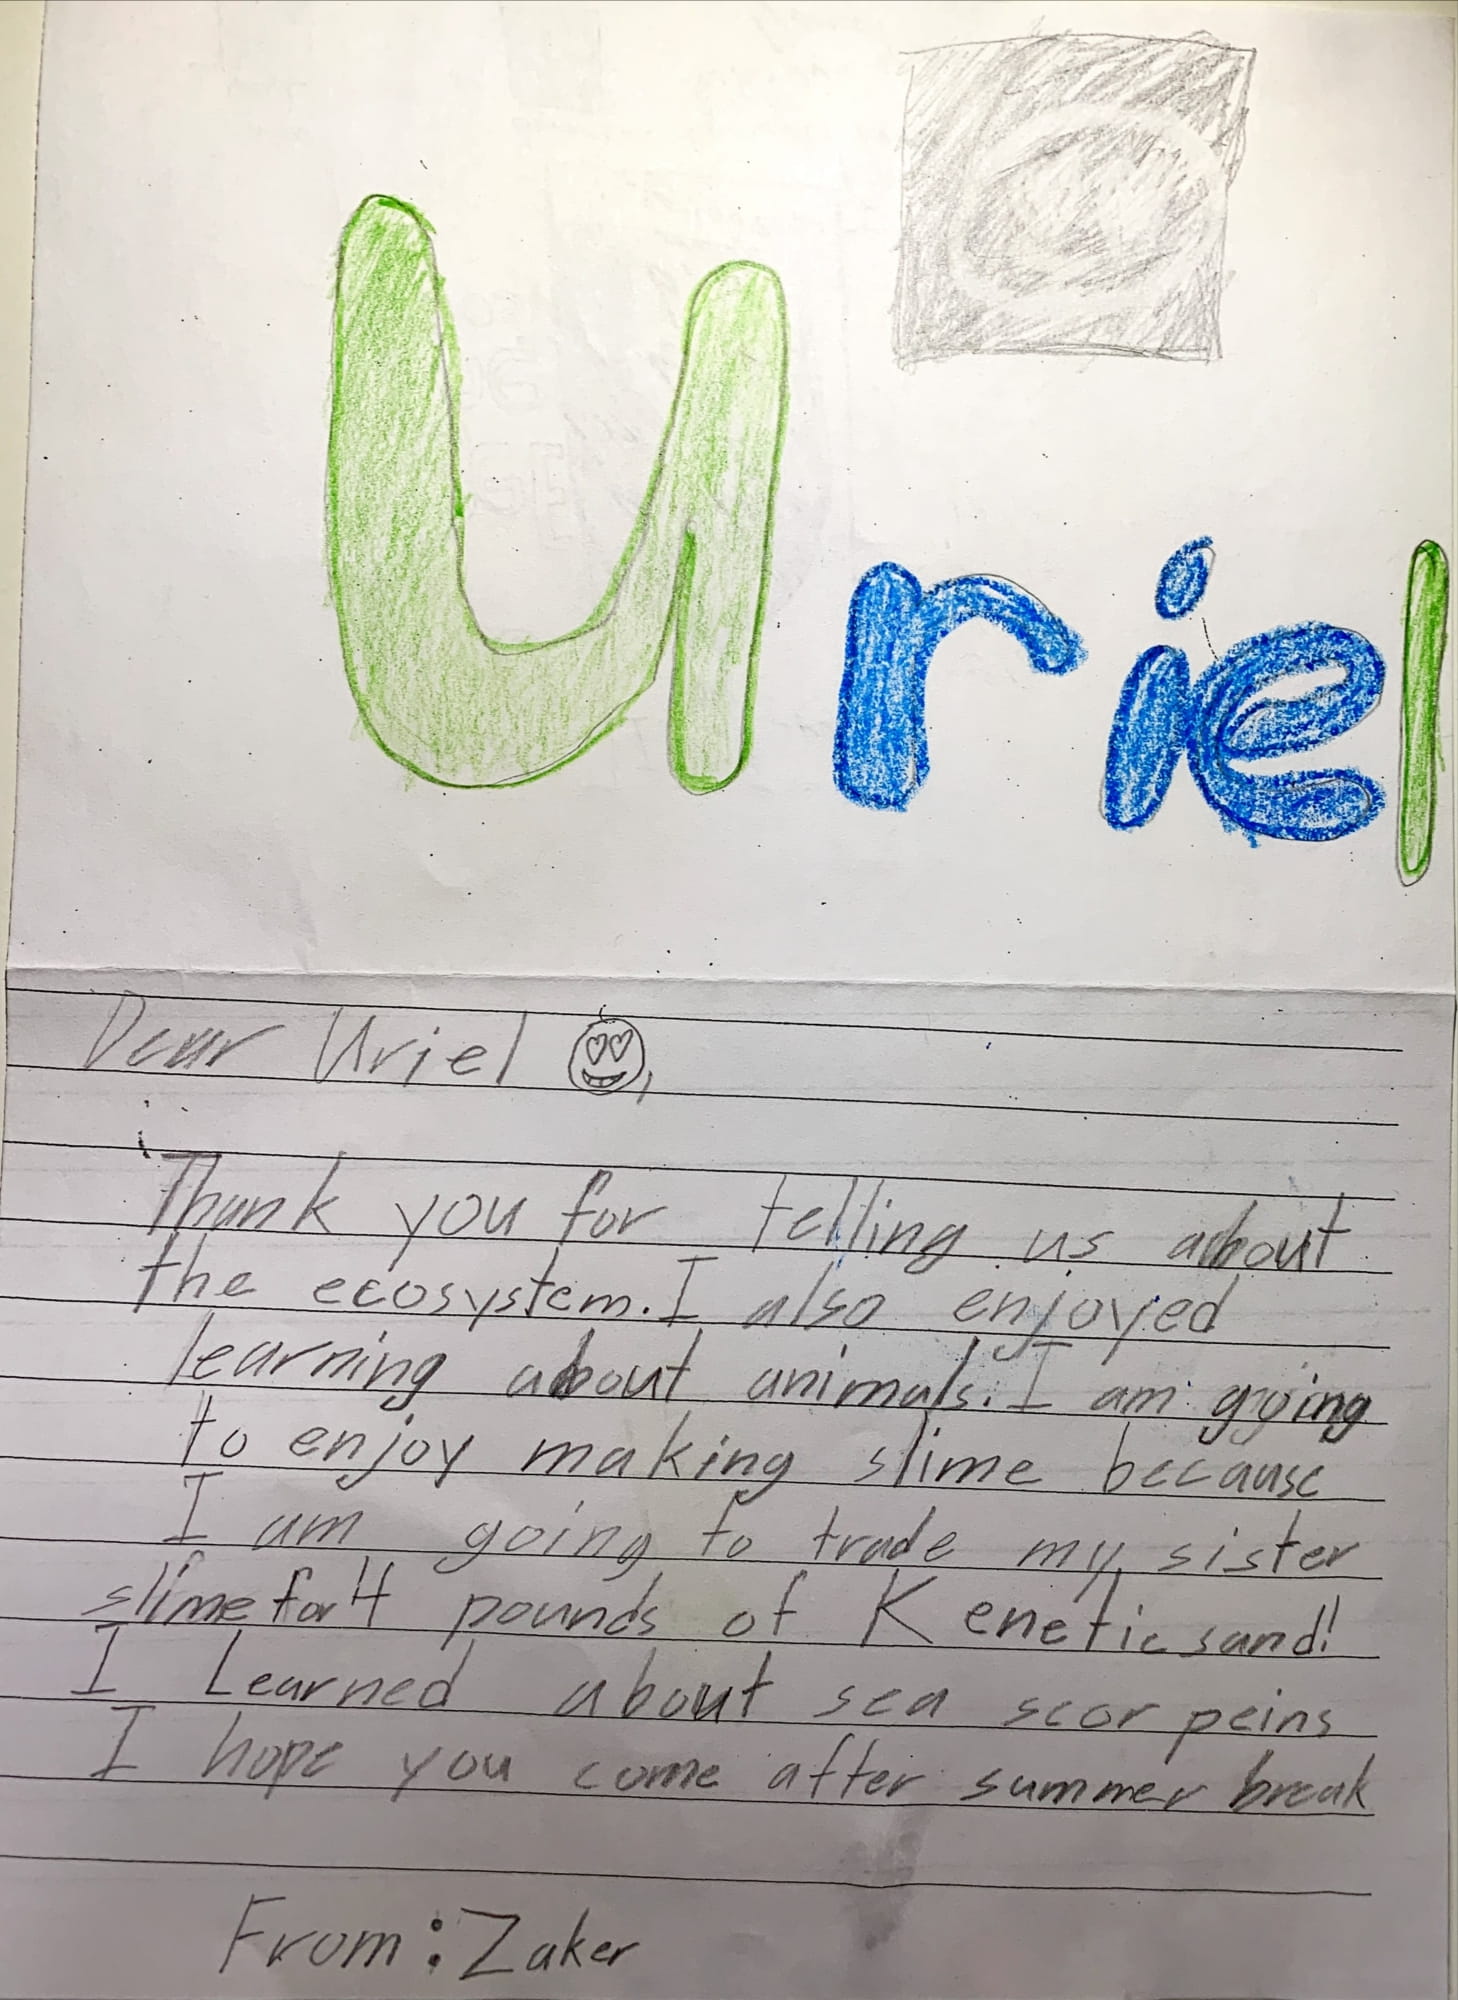 Uriel
Dear Uriel 😍,
Thank you for telling us about
the ecosystem. I also enjoyed
learning about animals. I am going
to enjoy making slime because
I am going to trade my sister
slime for 4 pounds of Kenetic sand!
I Learned about sea scorpeins
I hope you come after summer break
From: Zaker